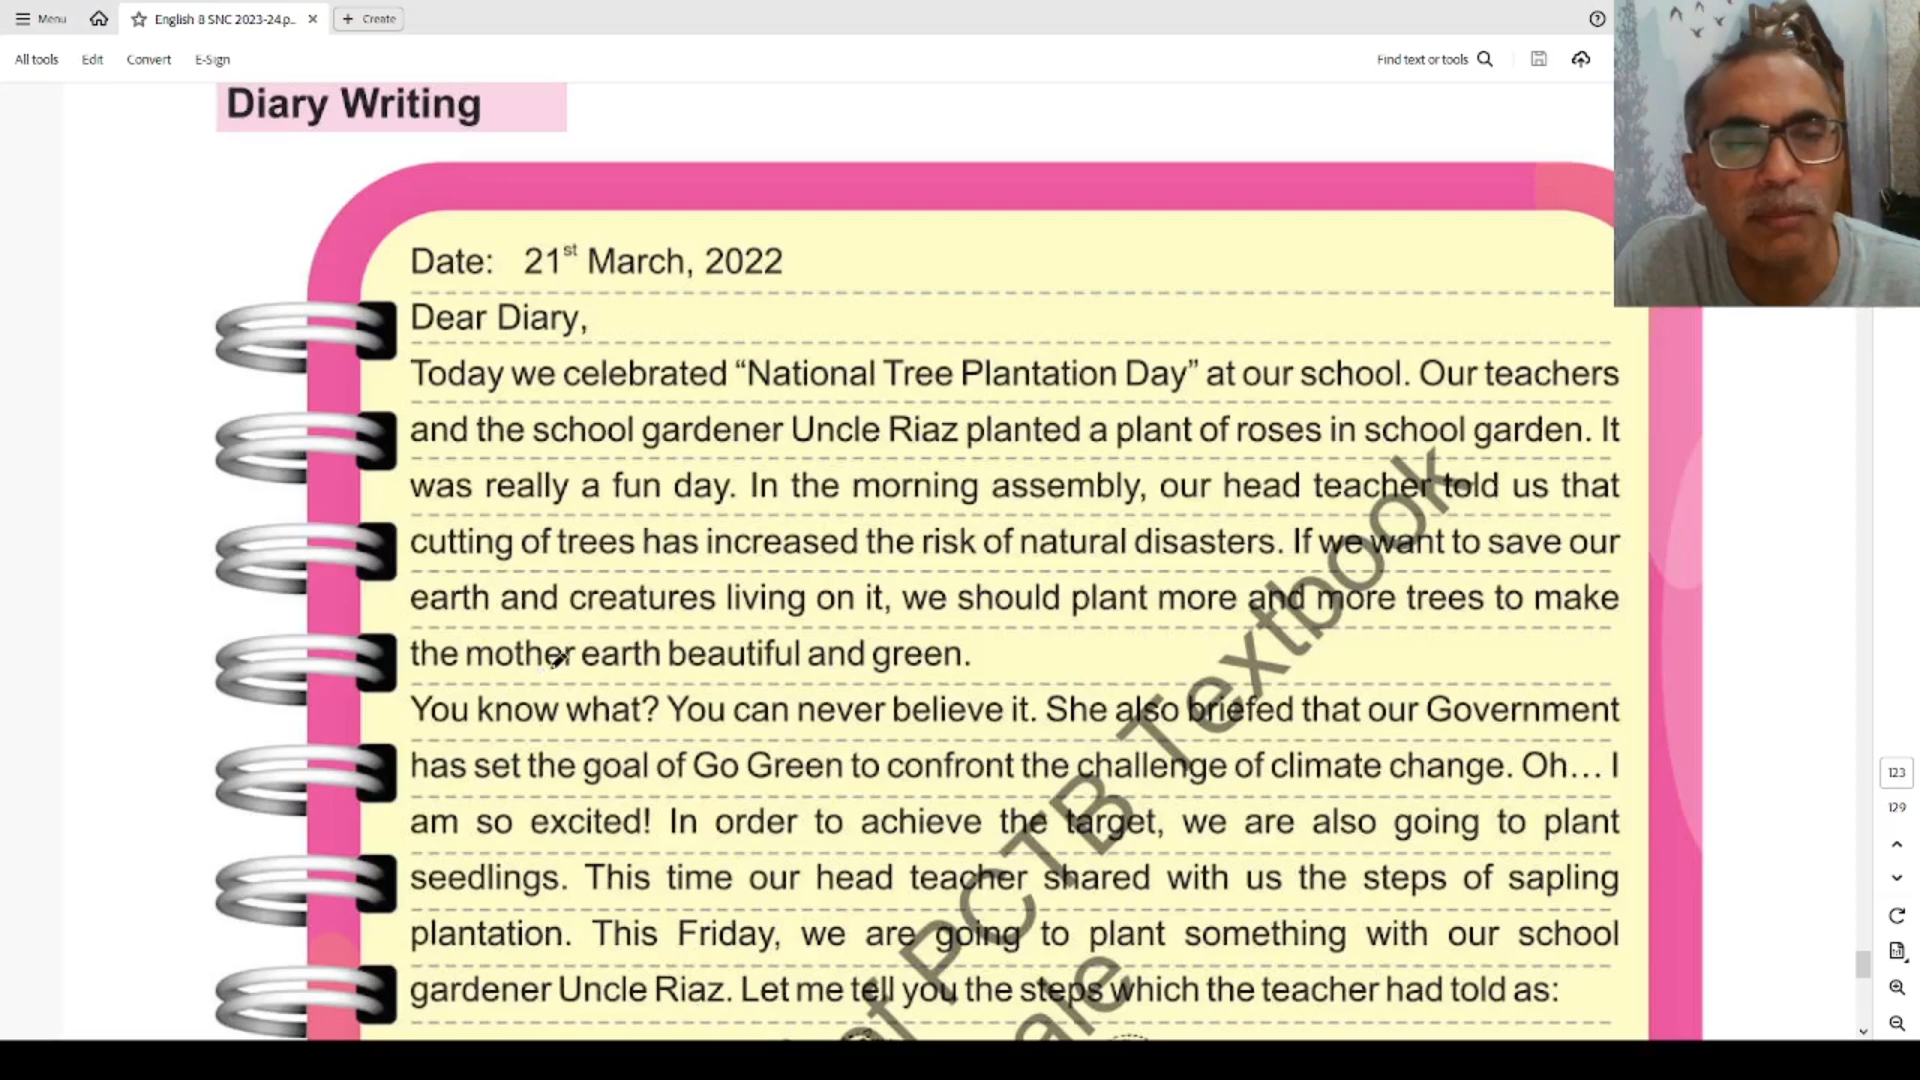 Menu
English 8 SNC 2023-24.p...
Create
All tools Edit Convert E-Sign
Find text or tools
Diary Writing
Date: 21st March, 2022
Dear Diary,
Today we celebrated “National Tree Plantation Day” at our school. Our teachers
and the school gardener Uncle Riaz planted a plant of roses in school garden. It
was really a fun day. In the morning assembly, our head teacher told us that
cutting of trees has increased the risk of natural disasters. If we want to save our
earth and creatures living on it, we should plant more and more trees to make
the mother earth beautiful and green.
You know what? You can never believe it. She also briefed that our Government
has set the goal of Go Green to confront the challenge of climate change. Oh... I
am so excited! In order to achieve the target, we are also going to plant
seedlings. This time our head teacher shared with us the steps of sapling
plantation. This Friday, we are going to plant something with our school
gardener Uncle Riaz. Let me tell you the steps which the teacher had told as:
of PCTB Textbook
ale
123
129